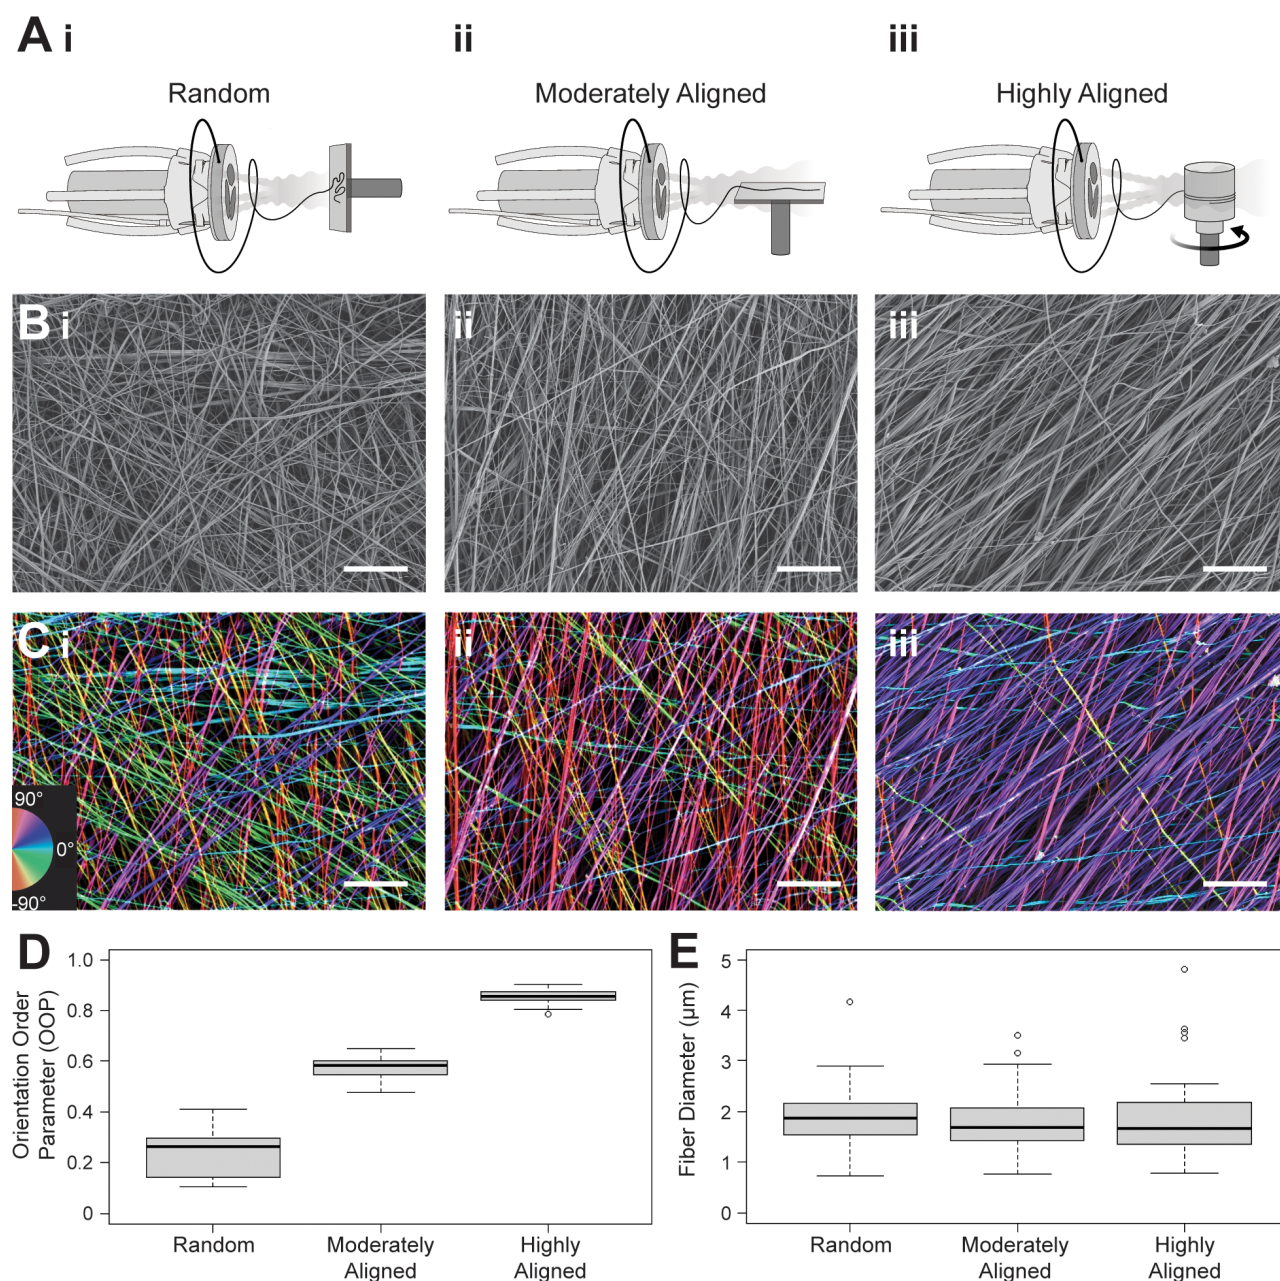 A i
ii
iii
Random
Moderately Aligned
Highly Aligned
B i
ii
iii
C i
ii
iii
90°
0°
-90°
D
Orientation Order
Parameter (OOP)
1.0
0.8
0.6
0.4
0.2
0
Random
Moderately
Aligned
Highly
Aligned
E
Fiber Diameter (µm)
5
4
3
2
1
0
Random
Moderately
Aligned
Highly
Aligned